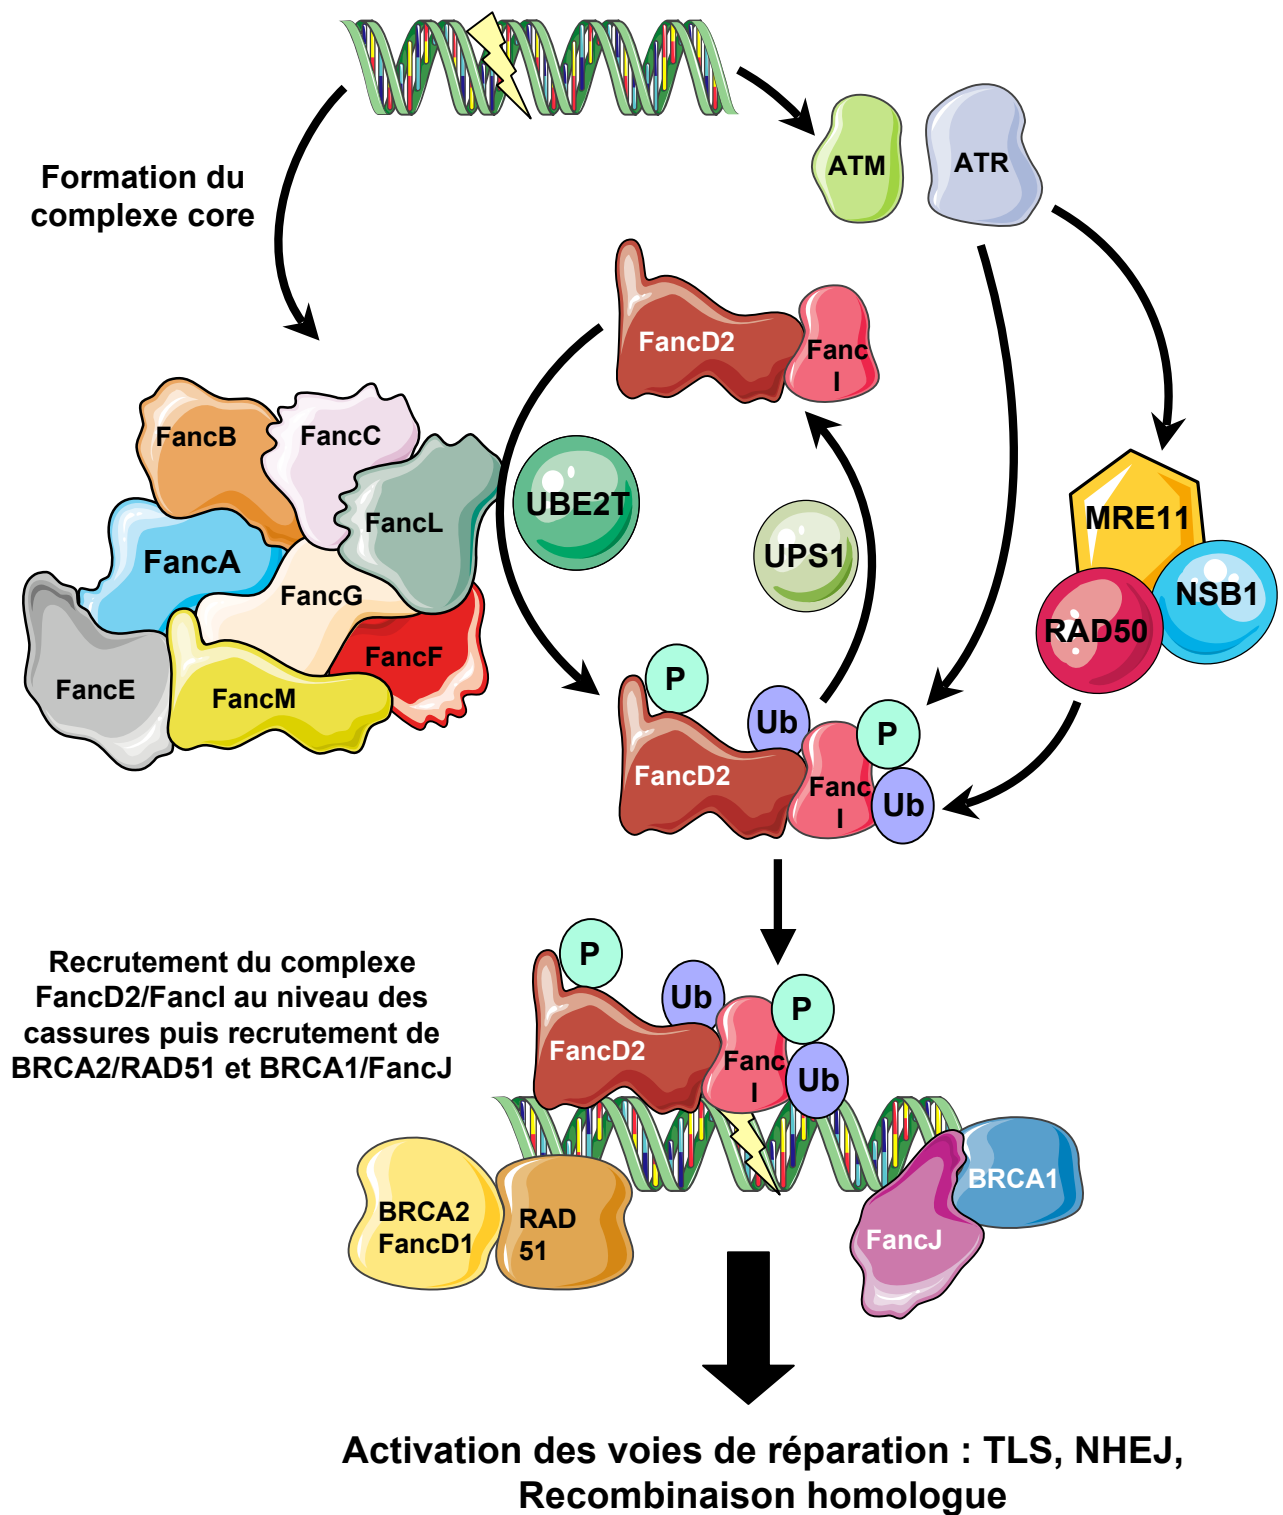 ATM
ATR
Formation du
complexe core
FancD2
Fanc
I
FancB
FancC
FancL
UBE2T
UPS1
MRE11
NSB1
RAD50
FancA
FancG
FancF
FancE
FancM
P
Ub
P
FancD2
Fanc
I
Ub
Recrutement du complexe
FancD2/FancI au niveau des
cassures puis recrutement de
BRCA2/RAD51 et BRCA1/FancJ
P
Ub
P
FancD2
Fanc
I
Ub
BRCA2
FancD1
RAD
51
BRCA1
FancJ
Activation des voies de réparation : TLS, NHEJ,
Recombinaison homologue